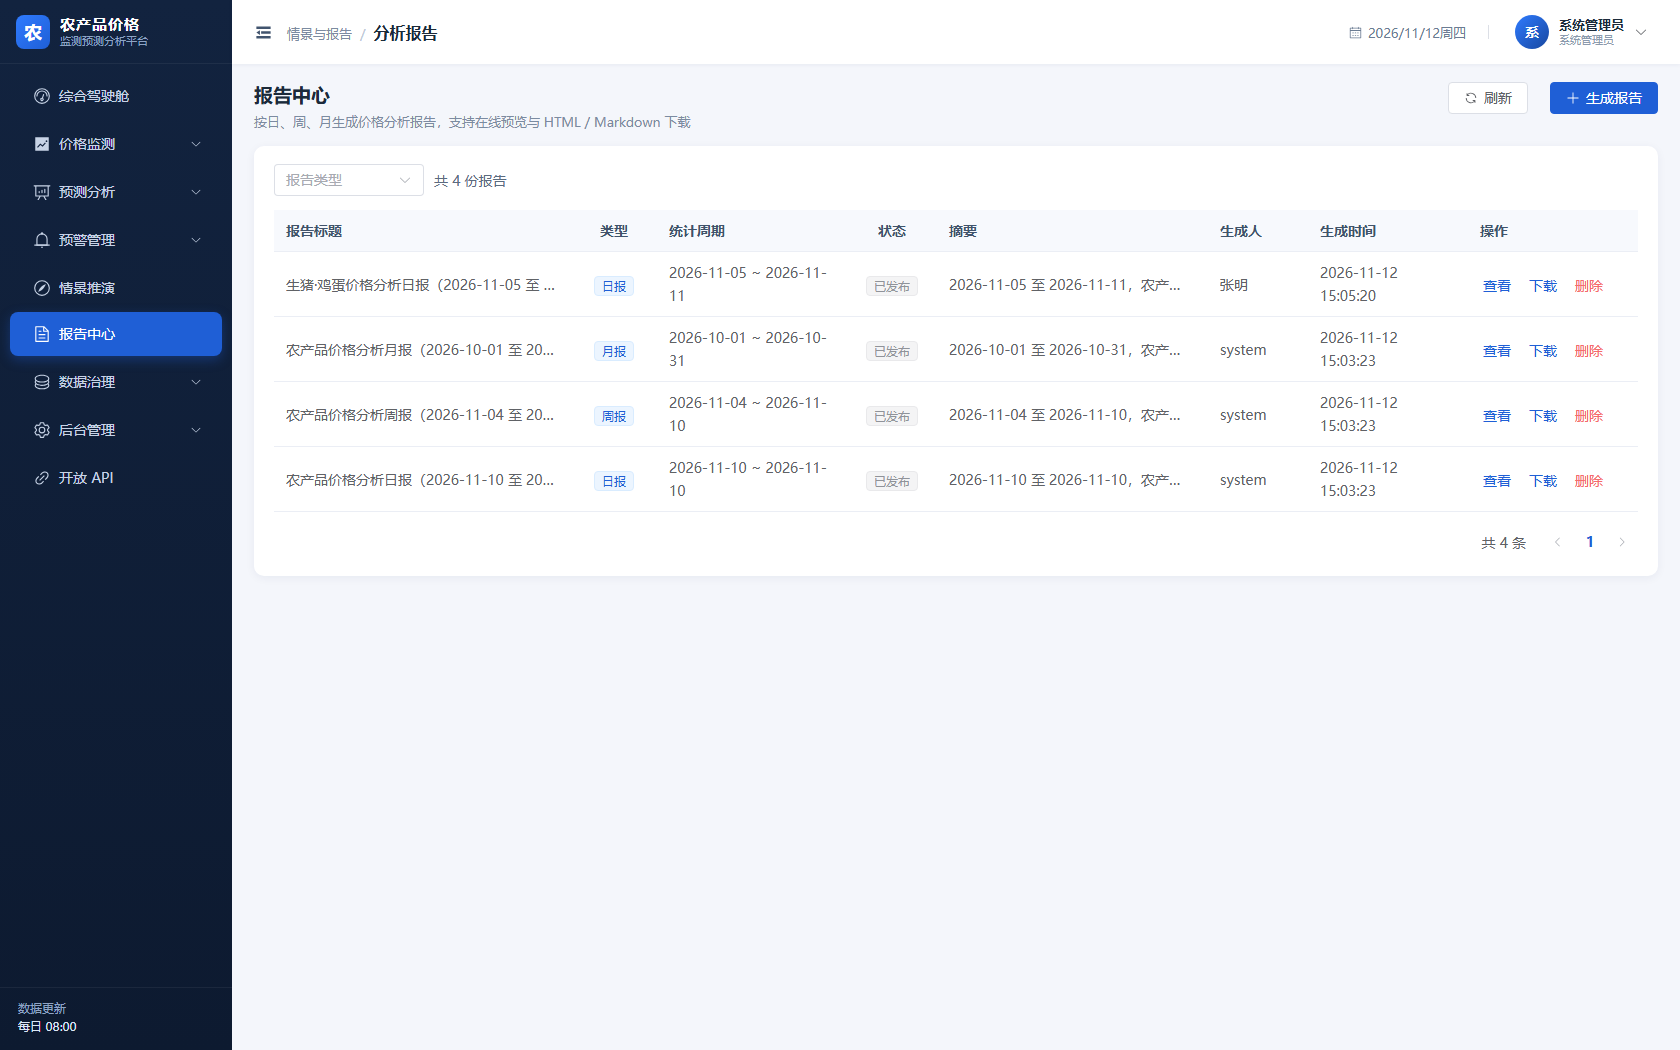 农
农产品价格
监测预测分析平台
综合驾驶舱
价格监测
预测分析
预警管理
情景推演
报告中心
数据治理
后台管理
开放 API
数据更新
每日 08:00
情景与报告 / 分析报告
2026/11/12周四
系
系统管理员
系统管理员
报告中心
按日、周、月生成价格分析报告，支持在线预览与 HTML / Markdown 下载
刷新
生成报告
报告类型
共 4 份报告
报告标题 类型 统计周期 状态 摘要 生成人 生成时间 操作
生猪·鸡蛋价格分析日报（2026-11-05 至 ... 日报 2026-11-05 ~ 2026-11-11 已发布 2026-11-05 至 2026-11-11，农产... 张明 2026-11-12 15:05:20 查看 下载 删除
农产品价格分析月报（2026-10-01 至 20... 月报 2026-10-01 ~ 2026-10-31 已发布 2026-10-01 至 2026-10-31，农产... system 2026-11-12 15:03:23 查看 下载 删除
农产品价格分析周报（2026-11-04 至 20... 周报 2026-11-04 ~ 2026-11-10 已发布 2026-11-04 至 2026-11-10，农产... system 2026-11-12 15:03:23 查看 下载 删除
农产品价格分析日报（2026-11-10 至 20... 日报 2026-11-10 ~ 2026-11-10 已发布 2026-11-10 至 2026-11-10，农产... system 2026-11-12 15:03:23 查看 下载 删除
共 4 条
1